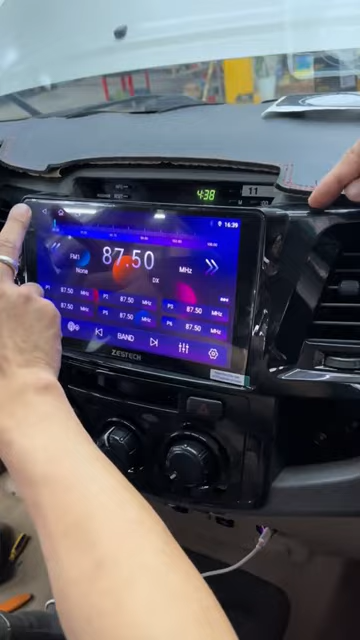 4:38
11
16:39
FM1
87.50
MHz
None
DX
P1 87.50 MHz
P2 87.50 MHz
P3 87.50 MHz
87.50 MHz
87.50 MHz
P6 87.50 MHz
BAND
ZESTECH